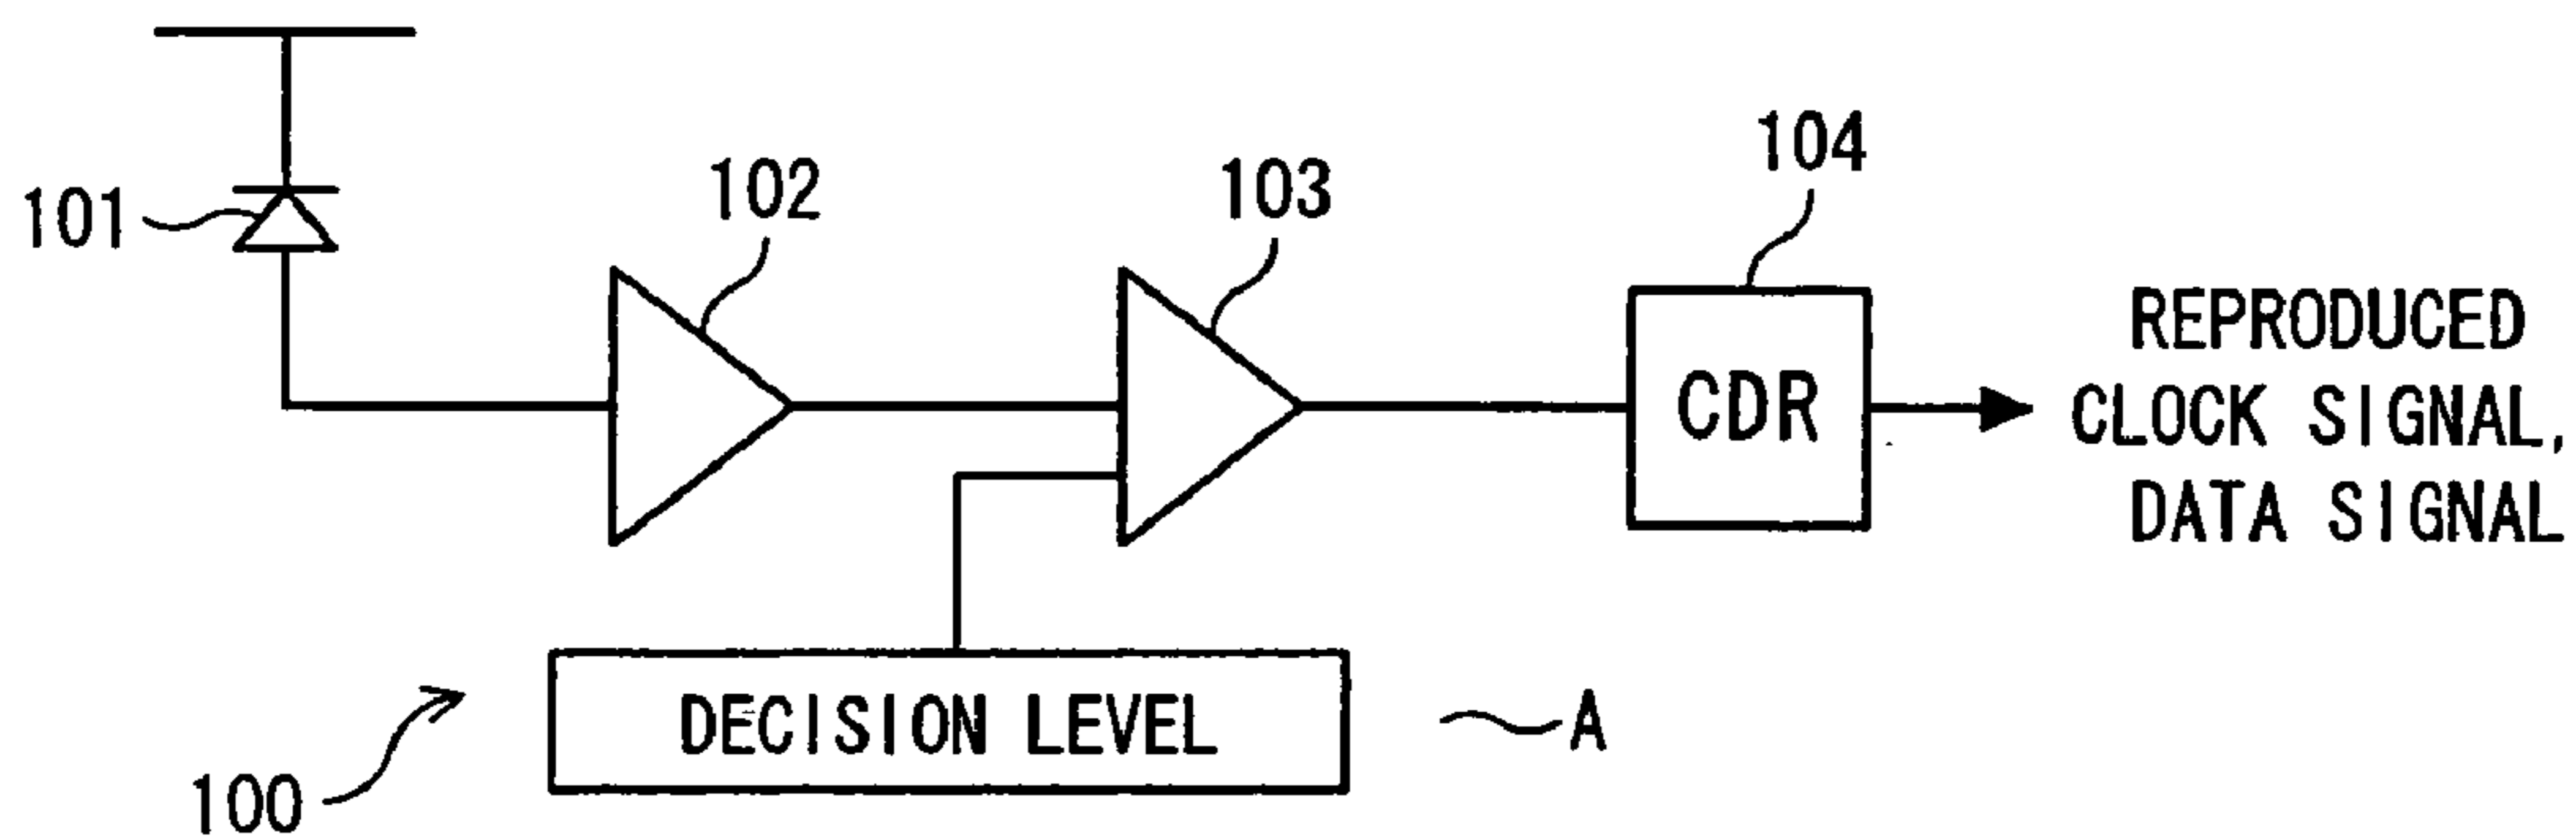 104
102
103
101
REPRODUCED
CLOCK SIGNAL,
DATA SIGNAL
CDR
DECISION LEVEL
A
100